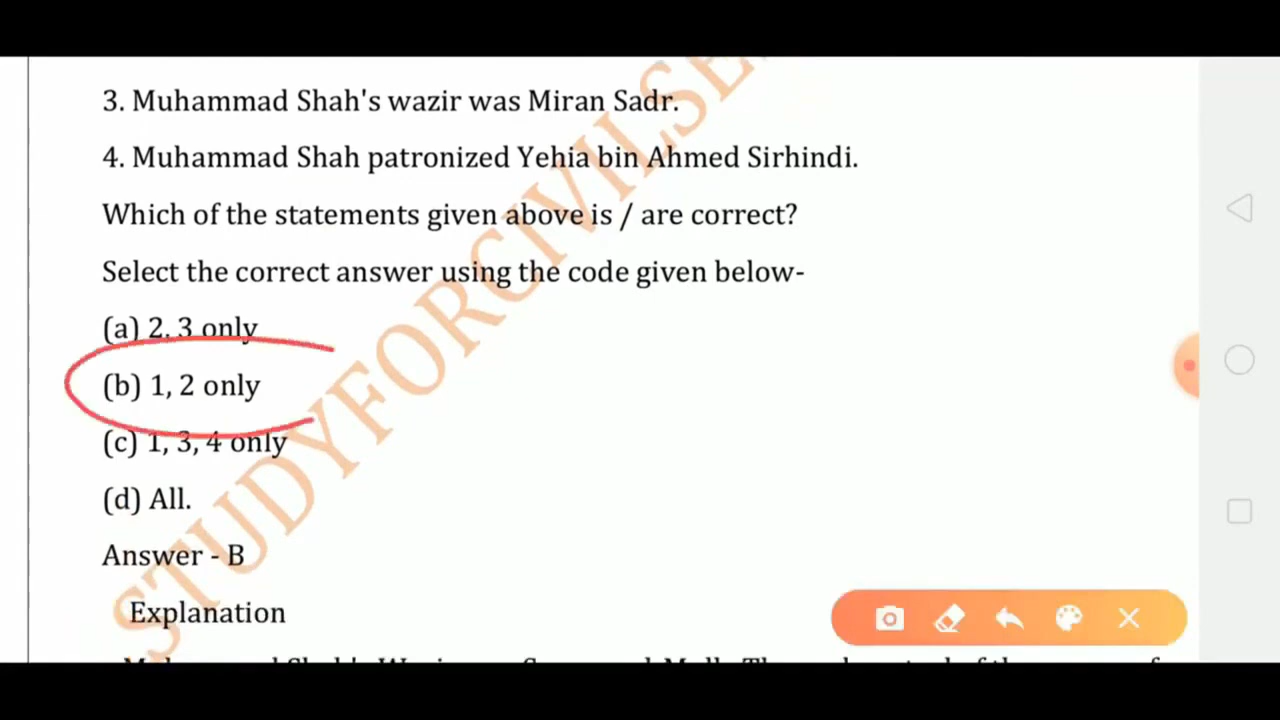 3. Muhammad Shah's wazir was Miran Sadr.
4. Muhammad Shah patronized Yehia bin Ahmed Sirhindi.
Which of the statements given above is / are correct?
Select the correct answer using the code given below-
(a) 2, 3 only
(b) 1, 2 only
(c) 1, 3, 4 only
(d) All.
Answer - B
Explanation
STUDYFORCIVILSE